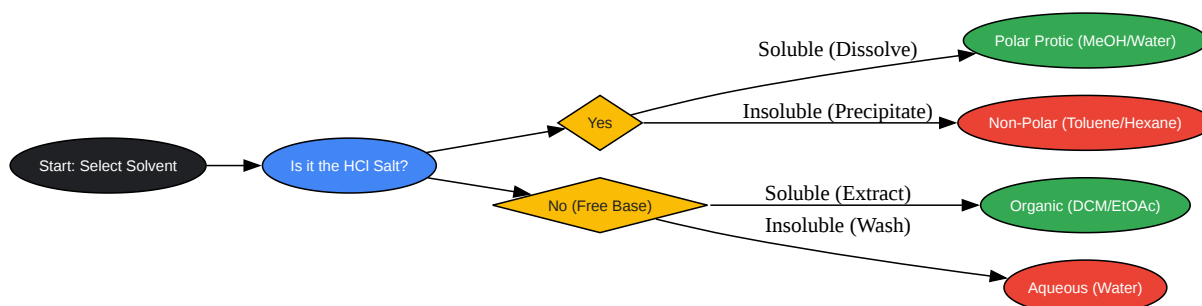 Start: Select Solvent
Is it the HCl Salt?
Yes
No (Free Base)
Soluble (Dissolve)
Polar Protic (MeOH/Water)
Insoluble (Precipitate)
Non-Polar (Toluene/Hexane)
Soluble (Extract)
Organic (DCM/EtOAc)
Insoluble (Wash)
Aqueous (Water)